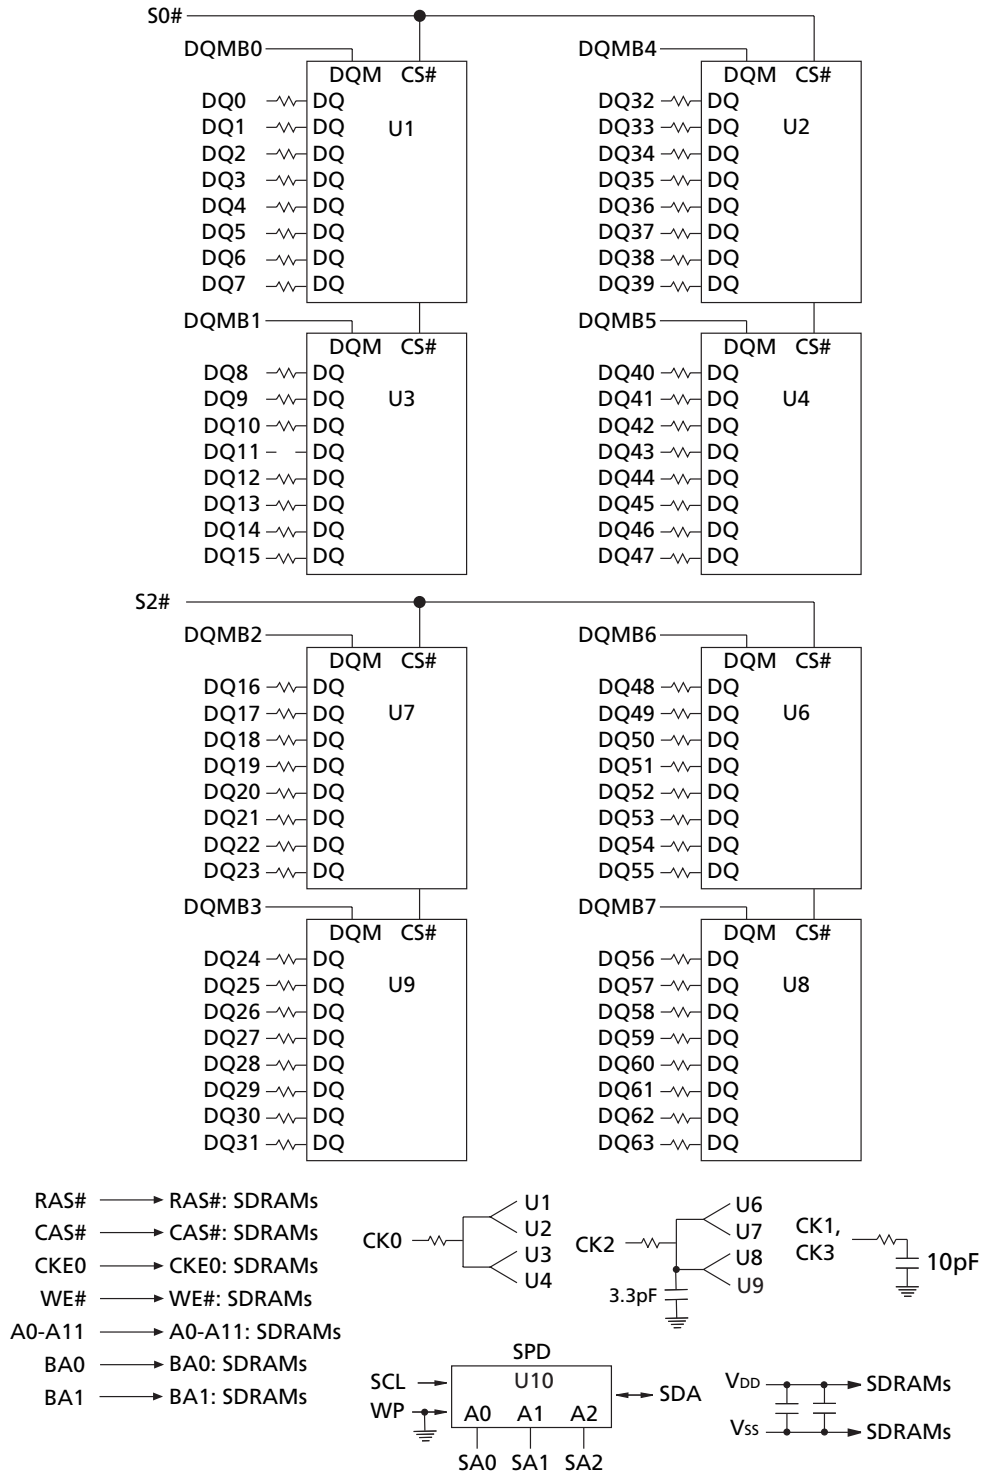 S0#
DQMB0
DQM CS#
U1
DQ0 DQ
DQ1 DQ
DQ2 DQ
DQ3 DQ
DQ4 DQ
DQ5 DQ
DQ6 DQ
DQ7 DQ
DQMB4
DQM CS#
U2
DQ32 DQ
DQ33 DQ
DQ34 DQ
DQ35 DQ
DQ36 DQ
DQ37 DQ
DQ38 DQ
DQ39 DQ
DQMB1
DQM CS#
U3
DQ8 DQ
DQ9 DQ
DQ10 DQ
DQ11 DQ
DQ12 DQ
DQ13 DQ
DQ14 DQ
DQ15 DQ
DQMB5
DQM CS#
U4
DQ40 DQ
DQ41 DQ
DQ42 DQ
DQ43 DQ
DQ44 DQ
DQ45 DQ
DQ46 DQ
DQ47 DQ
S2#
DQMB2
DQM CS#
U7
DQ16 DQ
DQ17 DQ
DQ18 DQ
DQ19 DQ
DQ20 DQ
DQ21 DQ
DQ22 DQ
DQ23 DQ
DQMB6
DQM CS#
U6
DQ48 DQ
DQ49 DQ
DQ50 DQ
DQ51 DQ
DQ52 DQ
DQ53 DQ
DQ54 DQ
DQ55 DQ
DQMB3
DQM CS#
U9
DQ24 DQ
DQ25 DQ
DQ26 DQ
DQ27 DQ
DQ28 DQ
DQ29 DQ
DQ30 DQ
DQ31 DQ
DQMB7
DQM CS#
U8
DQ56 DQ
DQ57 DQ
DQ58 DQ
DQ59 DQ
DQ60 DQ
DQ61 DQ
DQ62 DQ
DQ63 DQ
RAS# RAS#: SDRAMs
CAS# CAS#: SDRAMs
CKE0 CKE0: SDRAMs
WE# WE#: SDRAMs
A0-A11 A0-A11: SDRAMs
BA0 BA0: SDRAMs
BA1 BA1: SDRAMs
CK0
U1
U2
U3
U4
CK2
U6
U7
U8
U9
3.3pF
CK1,
CK3
10pF
SPD
U10
SCL
WP
A0 A1 A2
SDA
SA0 SA1 SA2
VDD SDRAMs
VSS SDRAMs